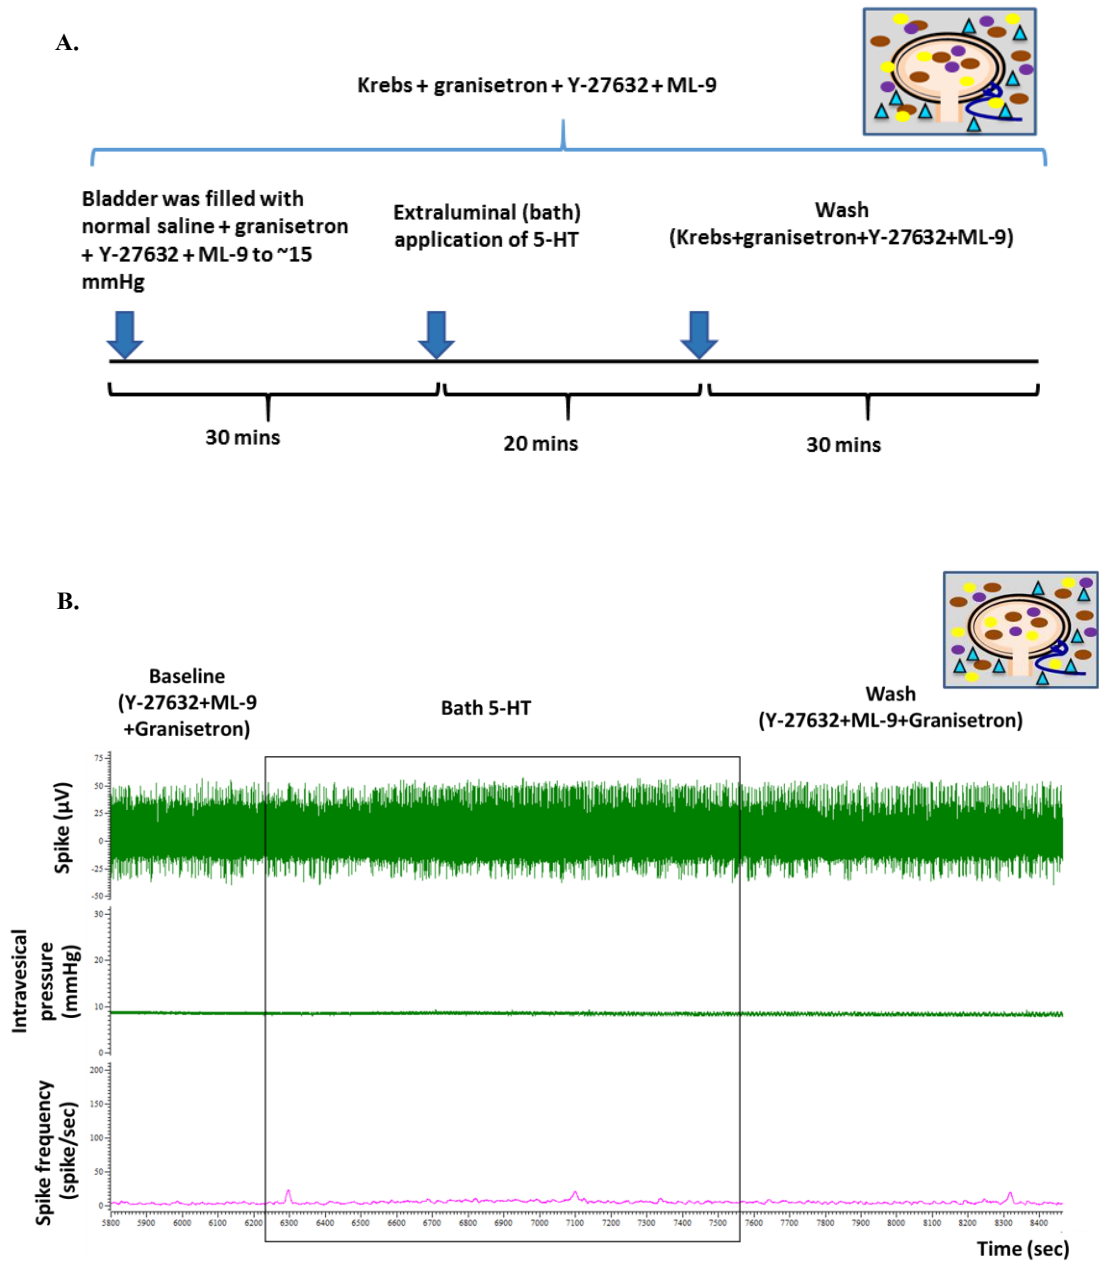 A.
Krebs + granisetron + Y-27632 + ML-9
Bladder was filled with
normal saline + granisetron
+ Y-27632 + ML-9 to ~15
mmHg
Extraluminal (bath)
application of 5-HT
Wash
(Krebs+granisetron+Y-27632+ML-9)
30 mins
20 mins
30 mins
B.
Baseline
(Y-27632+ML-9
+Granisetron)
Bath 5-HT
Wash
(Y-27632+ML-9+Granisetron)
Spike (µV)
75
50
25
0
-25
-50
Intravesical
pressure
(mmHg)
30
20
10
0
Spike frequency
(spike/sec)
200
150
100
50
0
5800 5900 6000 6100 6200 6300 6400 6500 6600 6700 6800 6900 7000 7100 7200 7300 7400 7500 7600 7700 7800 7900 8000 8100 8200 8300 8400
Time (sec)